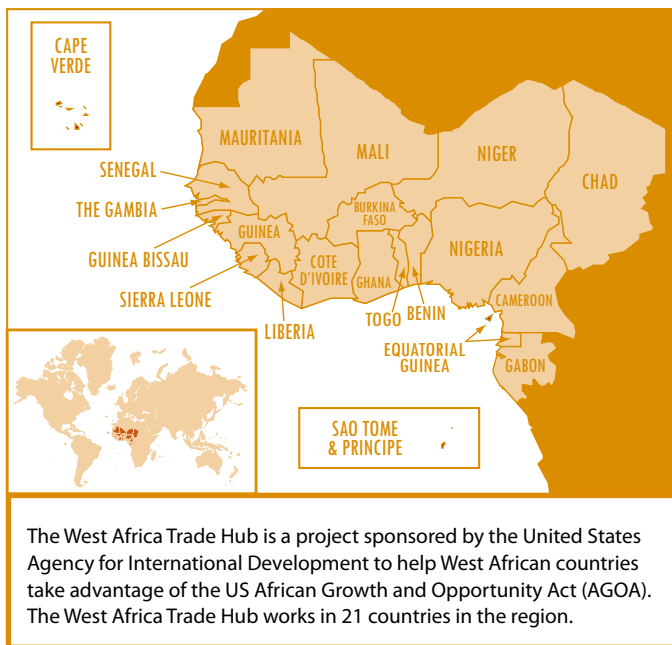 CAPE
VERDE
MAURITANIA
MALI
NIGER
CHAD
SENEGAL
THE GAMBIA
BURKINA
FASO
GUINEA
NIGERIA
GUINEA BISSAU
COTE
D'IVOIRE
GHANA
SIERRA LEONE
CAMEROON
TOGO
BENIN
LIBERIA
EQUATORIAL
GUINEA
GABON
SAO TOME
& PRINCIPE
The West Africa Trade Hub is a project sponsored by the United States
Agency for International Development to help West African countries
take advantage of the US African Growth and Opportunity Act (AGOA).
The West Africa Trade Hub works in 21 countries in the region.